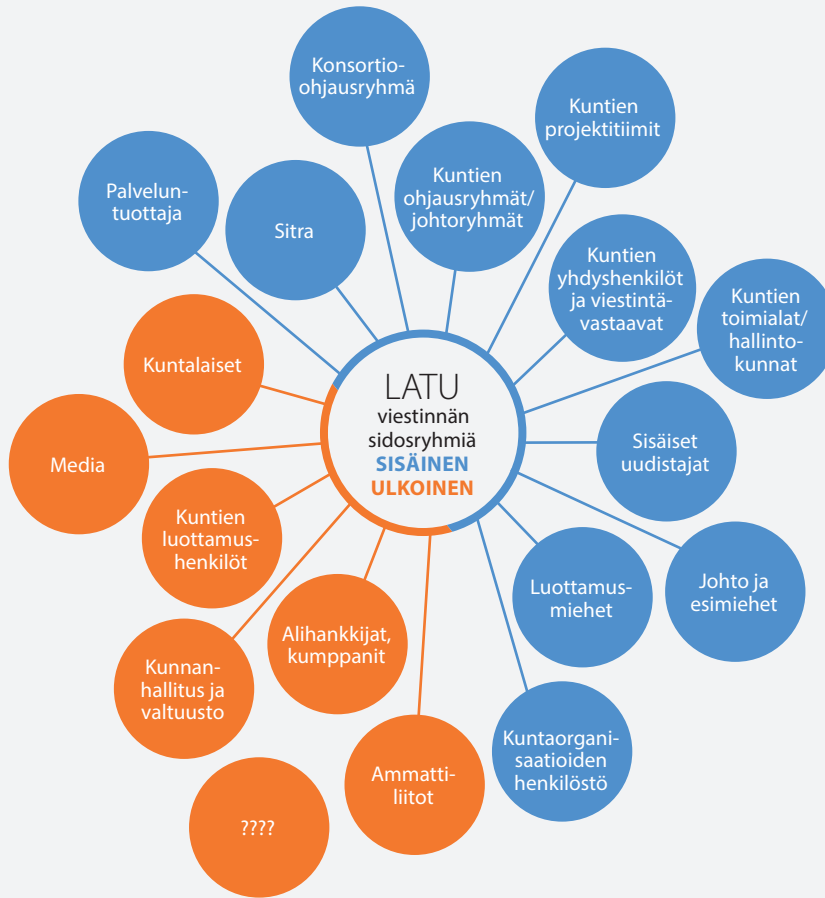 Konsortio-
ohjausryhmä
Kuntien
projektitiimit
Palvelun-
tuottaja
Sitra
Kuntien
ohjausryhmät/
johtoryhmät
Kuntien
yhdyshenkilöt
ja viestintä-
vastaavat
Kuntien
toimialat/
hallinto-
kunnat
Kuntalaiset
LATU
viestinnän
sidosryhmiä
SISÄINEN
ULKOINEN
Media
Sisäiset
uudistajat
Kuntien
luottamus-
henkilöt
Luottamus-
miehet
Johto ja
esimiehet
Alihankkijat,
kumppanit
Kunnan-
hallitus ja
valtuusto
Kuntaorgani-
saatioiden
henkilöstö
Ammatti-
liitot
????